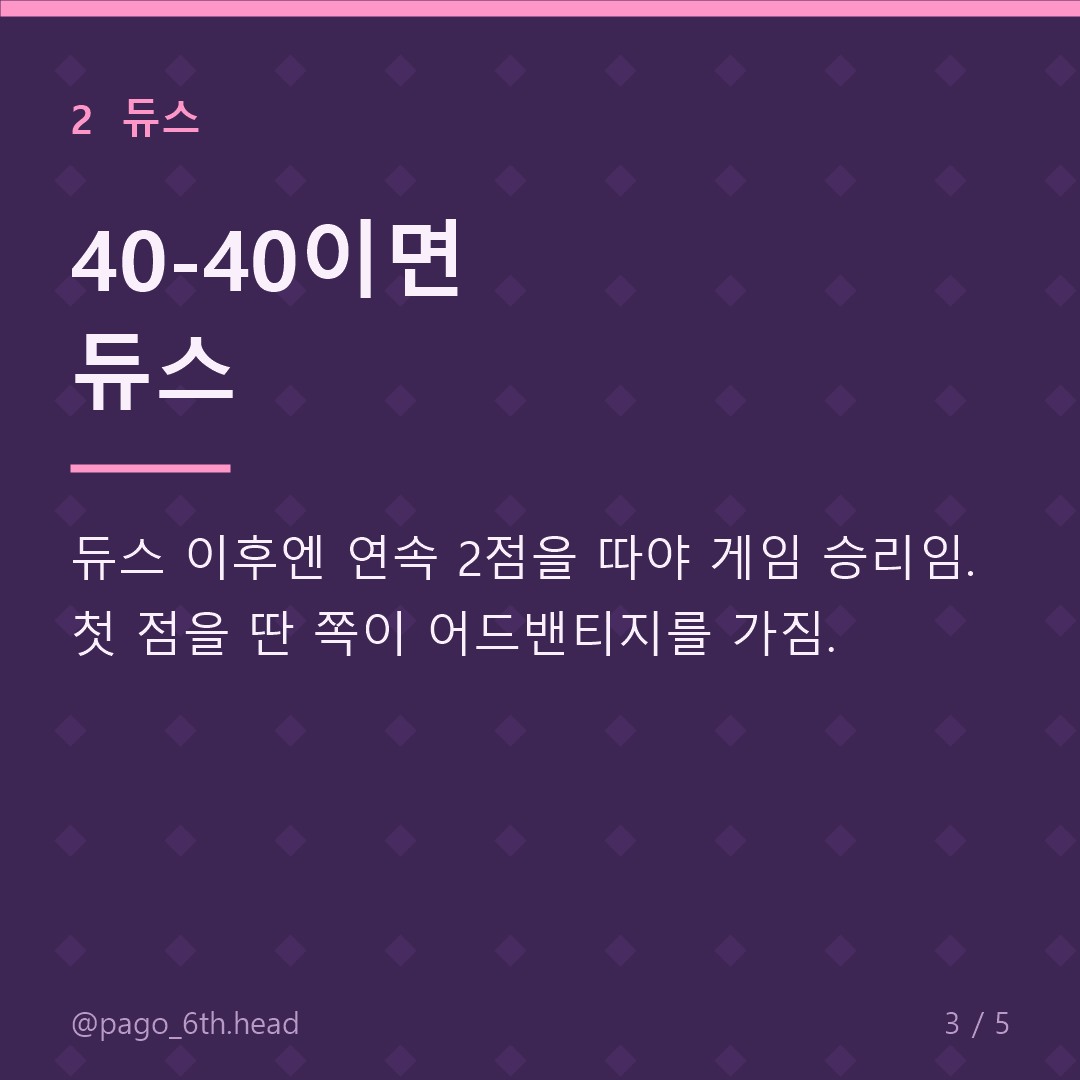 2 듀스
40-40이면
듀스
듀스 이후엔 연속 2점을 따야 게임 승리임.
첫 점을 딴 쪽이 어드밴티지를 가짐.
@pago_6th.head
3 / 5